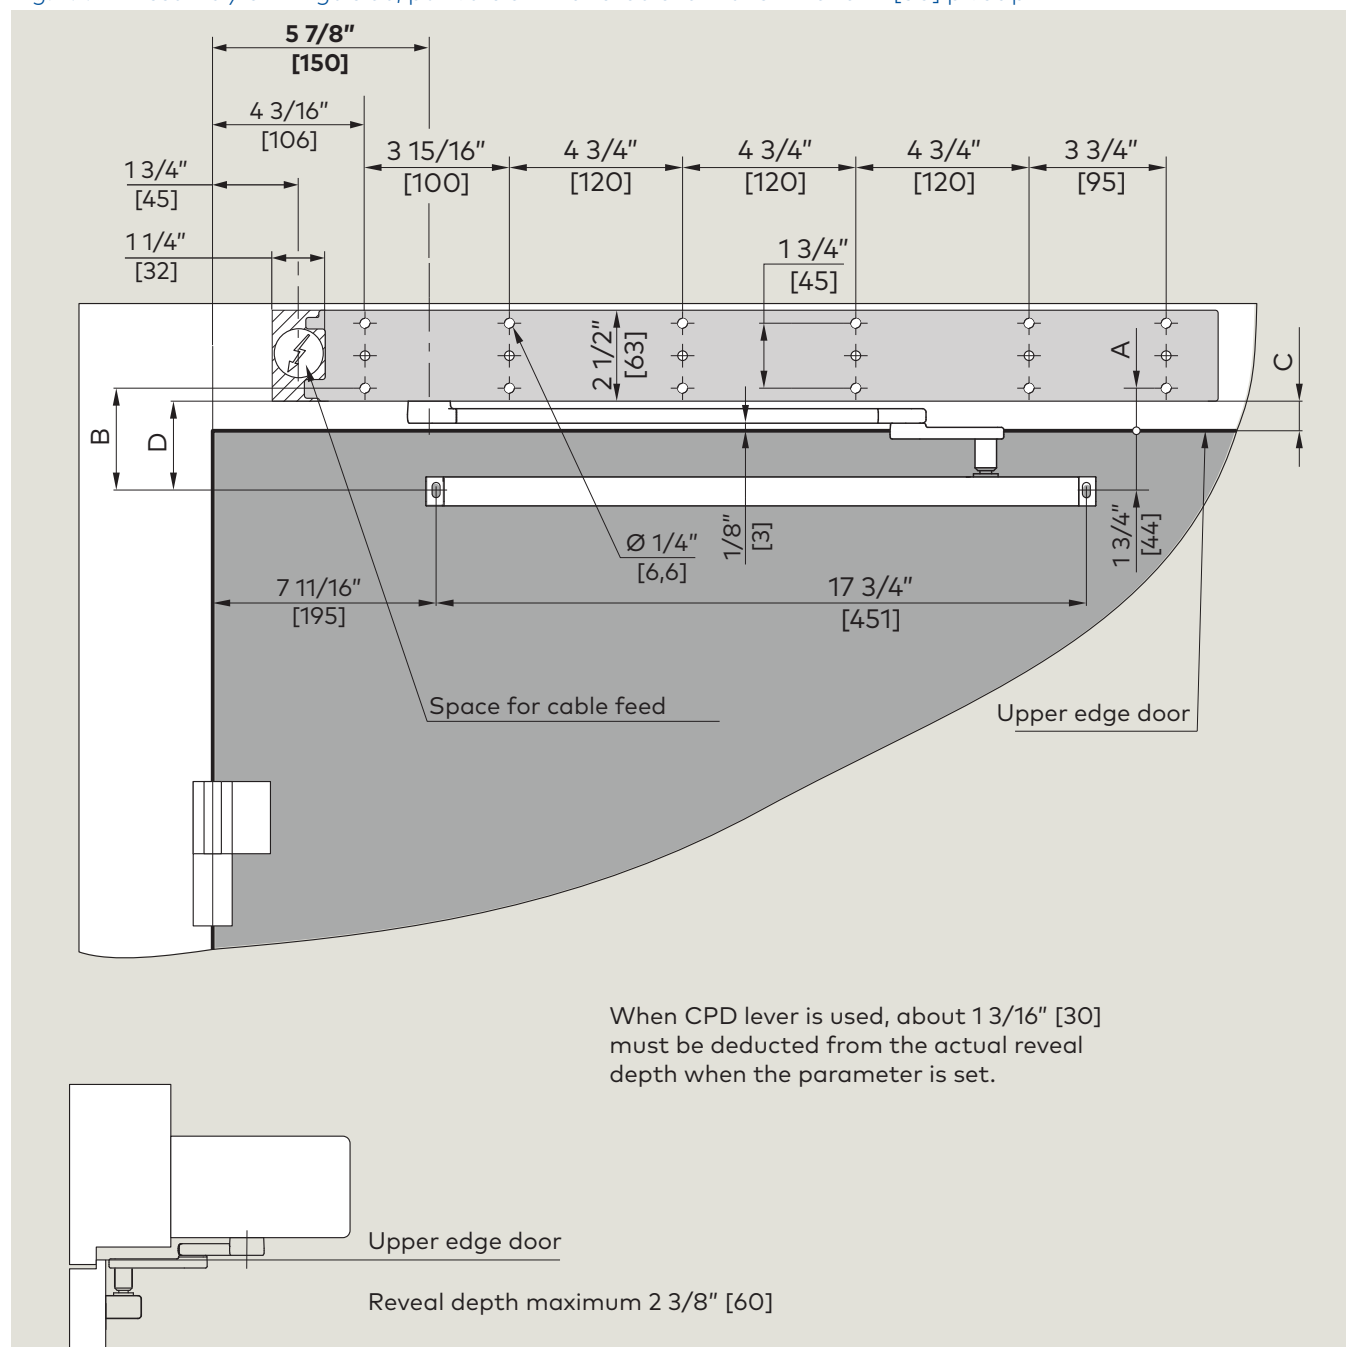 5 7/8”
[150]
4 3/16”
[106]
3 15/16”
[100]
4 3/4”
[120]
4 3/4”
[120]
4 3/4”
[120]
3 3/4”
[95]
1 3/4”
[45]
1 1/4”
[32]
1 3/4”
[45]
2 1/2”
[63]
A
C
B
D
Ø 1/4”
[6,6]
1/8”
[3]
1 3/4”
[44]
7 11/16”
[195]
17 3/4”
[451]
Space for cable feed
Upper edge door
When CPD lever is used, about 1 3/16” [30]
must be deducted from the actual reveal
depth when the parameter is set.
Upper edge door
Reveal depth maximum 2 3/8” [60]